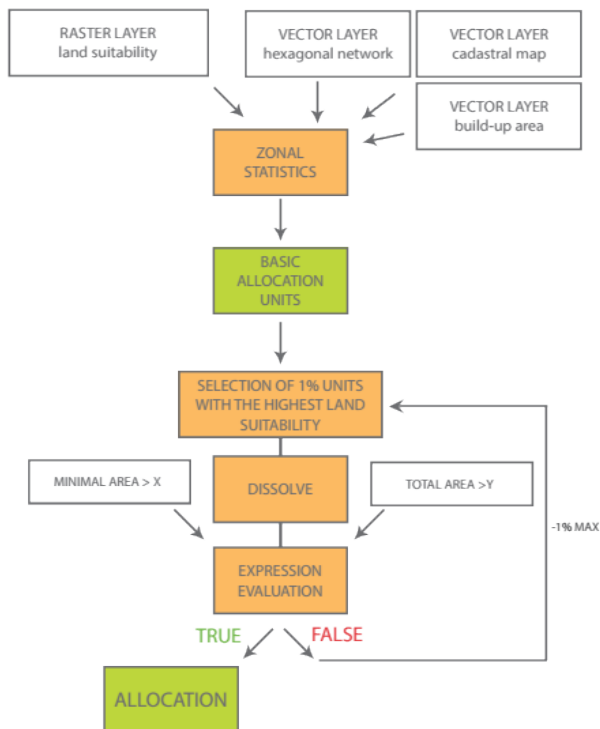 RASTER LAYER
land suitability
VECTOR LAYER
hexagonal network
VECTOR LAYER
cadastral map
VECTOR LAYER
build-up area
ZONAL
STATISTICS
BASIC
ALLOCATION
UNITS
SELECTION OF 1% UNITS
WITH THE HIGHEST LAND
SUITABILITY
MINIMAL AREA > X
DISSOLVE
TOTAL AREA >Y
-1% MAX
EXPRESSION
EVALUATION
TRUE
FALSE
ALLOCATION